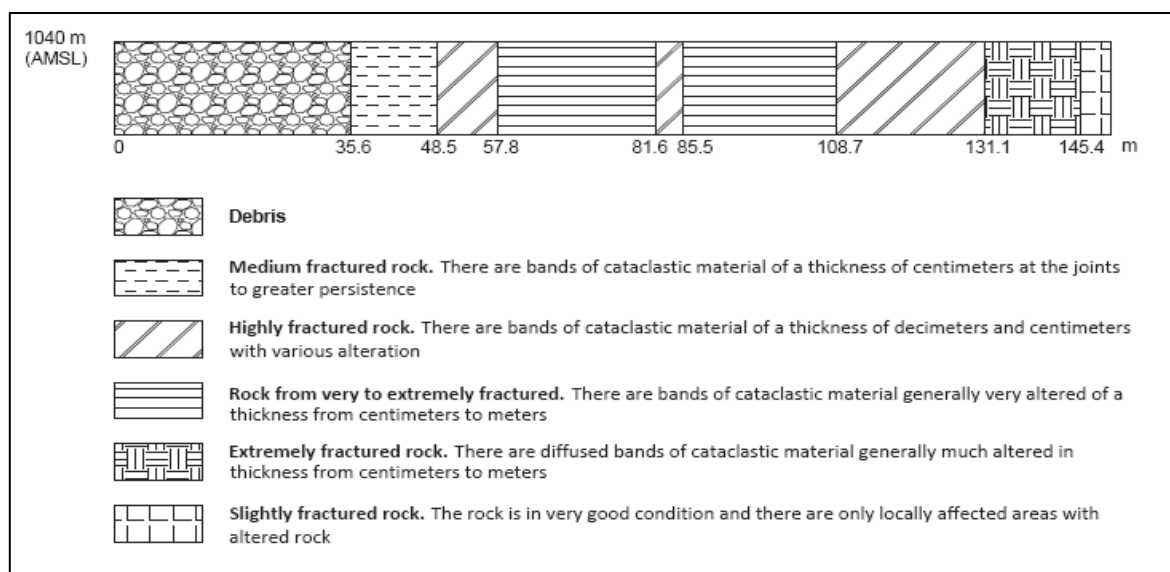 1040 m
(AMSL)
0 35.6 48.5 57.8 81.6 85.5 108.7 131.1 145.4 m
Debris
Medium fractured rock. There are bands of cataclastic material of a thickness of centimeters at the joints
to greater persistence
Highly fractured rock. There are bands of cataclastic material of a thickness of decimeters and centimeters
with various alteration
Rock from very to extremely fractured. There are bands of cataclastic material generally very altered of a
thickness from centimeters to meters
Extremely fractured rock. There are diffused bands of cataclastic material generally much altered in
thickness from centimeters to meters
Slightly fractured rock. The rock is in very good condition and there are only locally affected areas with
altered rock